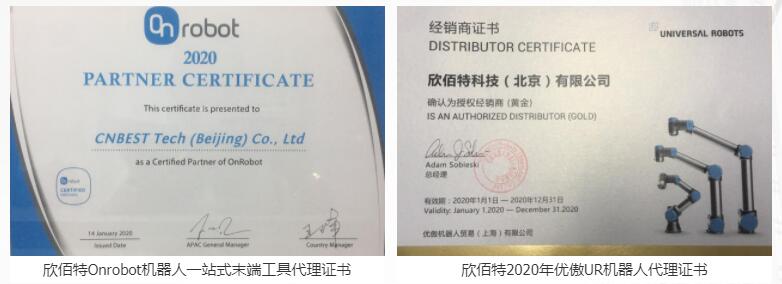 On robot
2020
PARTNER CERTIFICATE
This certificate is presented to
CNBEST Tech (Beijing) Co., Ltd
as a Certified Partner of OnRobot
On robot
CERTIFIED
14 January 2020
Issued Date
APAC General Manager
Country Manager
欣佰特Onrobot机器人一站式末端工具代理证书
经销商证书
DISTRIBUTOR CERTIFICATE
UNIVERSAL ROBOTS
欣佰特科技（北京）有限公司
确认为授权经销商 (黄金)
IS AN AUTHORIZED DISTRIBUTOR (GOLD)
Adam Sobieski
总经理
有效期：2020年1月1日 — 2020年12月31日
Validity: January 1.2020 — December 31.2020
优傲机器人贸易（上海）有限公司
欣佰特2020年优傲UR机器人代理证书